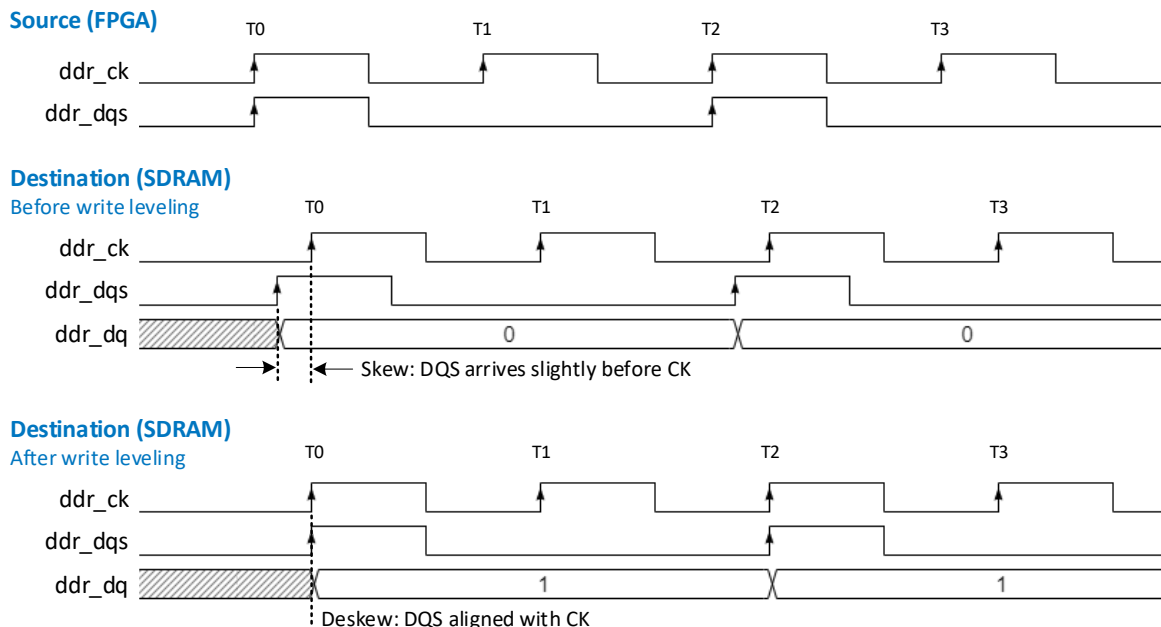 Source (FPGA)
T0 T1 T2 T3
ddr_ck
ddr_dqs
Destination (SDRAM)
Before write leveling
T0 T1 T2 T3
ddr_ck
ddr_dqs
ddr_dq 0 0
Skew: DQS arrives slightly before CK
Destination (SDRAM)
After write leveling
T0 T1 T2 T3
ddr_ck
ddr_dqs
ddr_dq 1 1
Deskew: DQS aligned with CK